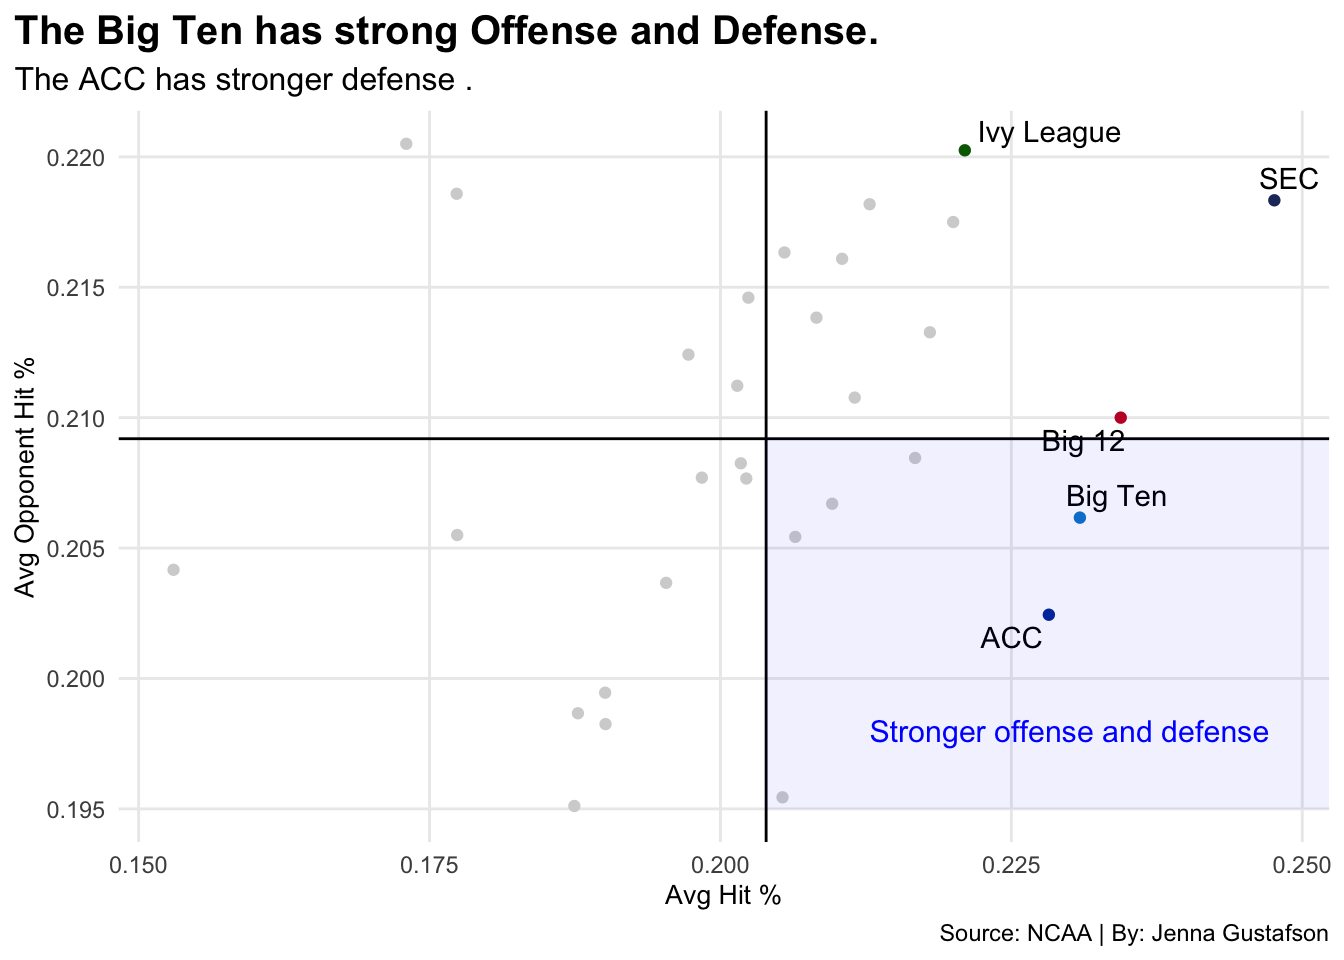 The Big Ten has strong Offense and Defense.
The ACC has stronger defense .
Ivy League
SEC
0.220
0.215
0.210
Big 12
Big Ten
0.205
ACC
0.200
Stronger offense and defense
0.195
Avg Opponent Hit %
0.150 0.175 0.200 0.225 0.250
Avg Hit %
Source: NCAA | By: Jenna Gustafson